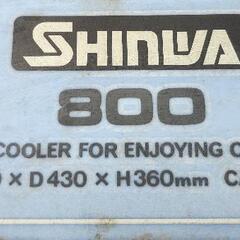 SHINWA
800
COOLER FOR ENJOYING
× D430 × H360mm